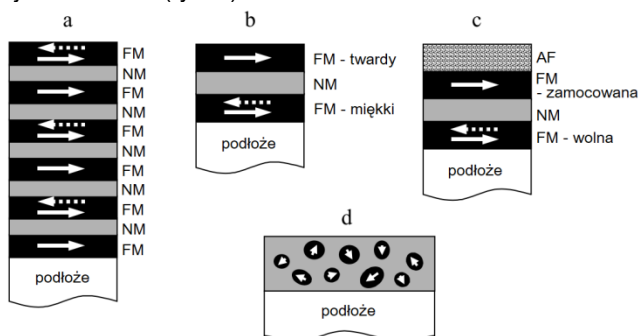 a
FM
NM
FM
NM
FM
NM
FM
NM
FM
NM
FM
podłoże
b
FM - twardy
NM
FM - miękki
podłoże
c
AF
FM
- zamocowana
NM
FM - wolna
podłoże
d
podłoże